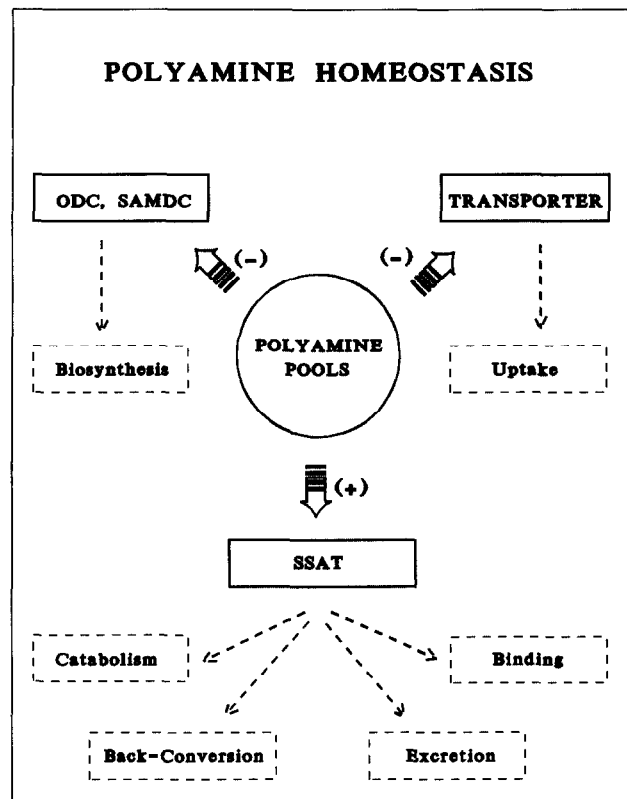 POLYAMINE HOMEOSTASIS
ODC, SAMDC
TRANSPORTER
(-)
(-)
POLYAMINE
POOLS
Biosynthesis
Uptake
(+)
SSAT
Catabolism
Binding
Back-Conversion
Excretion